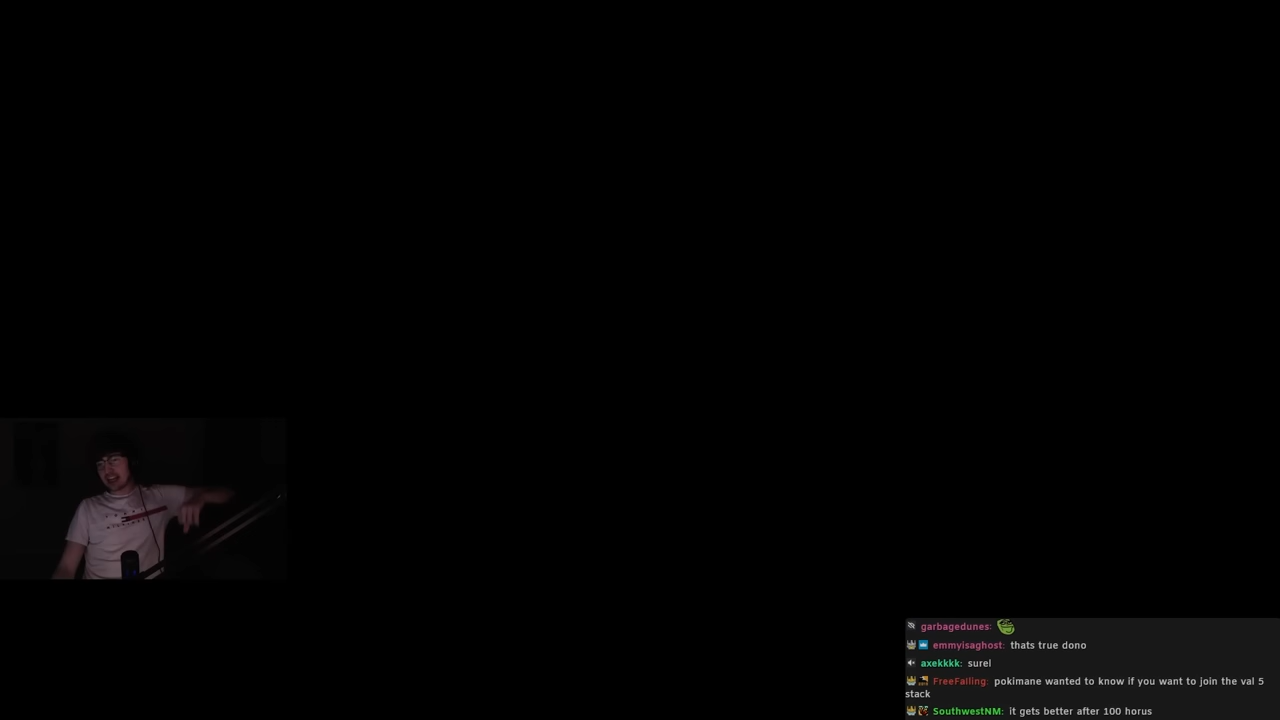 garbagedunes:
emmyisaghost: thats true dono
axekkkk: surel
FreeFalling: pokimane wanted to know if you want to join the val 5
stack
SouthwestNM: it gets better after 100 horus